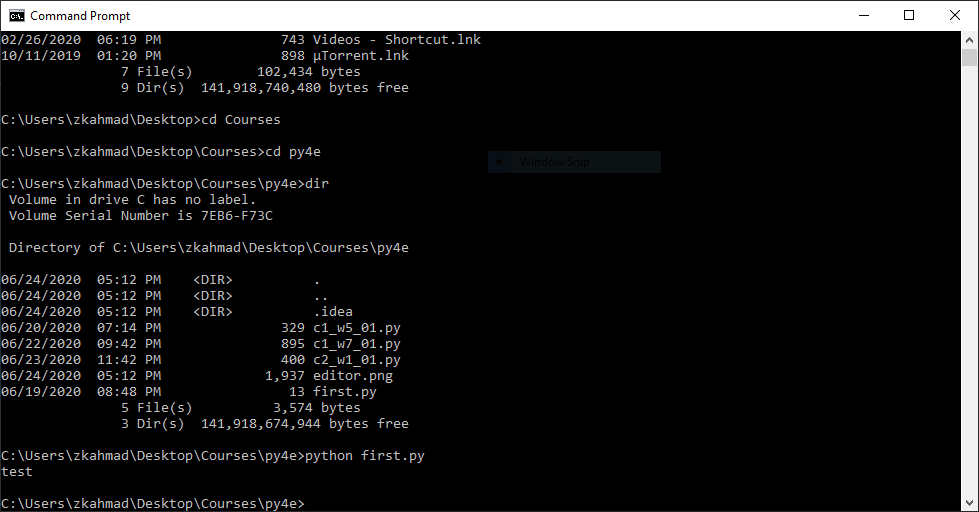 Command Prompt
02/26/2020  06:19 PM               743 Videos - Shortcut.lnk
10/11/2019  01:20 PM               898 µTorrent.lnk
               7 File(s)        102,434 bytes
               9 Dir(s)  141,918,740,480 bytes free
C:\Users\zkahmad\Desktop>cd Courses
C:\Users\zkahmad\Desktop\Courses>cd py4e
Window Snip
C:\Users\zkahmad\Desktop\Courses\py4e>dir
 Volume in drive C has no label.
 Volume Serial Number is 7EB6-F73C
 Directory of C:\Users\zkahmad\Desktop\Courses\py4e
06/24/2020  05:12 PM    <DIR>          .
06/24/2020  05:12 PM    <DIR>          ..
06/24/2020  05:12 PM    <DIR>          .idea
06/20/2020  07:14 PM               329 c1_w5_01.py
06/22/2020  09:42 PM               895 c1_w7_01.py
06/23/2020  11:42 PM               400 c2_w1_01.py
06/24/2020  05:12 PM             1,937 editor.png
06/19/2020  08:48 PM                13 first.py
               5 File(s)          3,574 bytes
               3 Dir(s)  141,918,674,944 bytes free
C:\Users\zkahmad\Desktop\Courses\py4e>python first.py
test
C:\Users\zkahmad\Desktop\Courses\py4e>